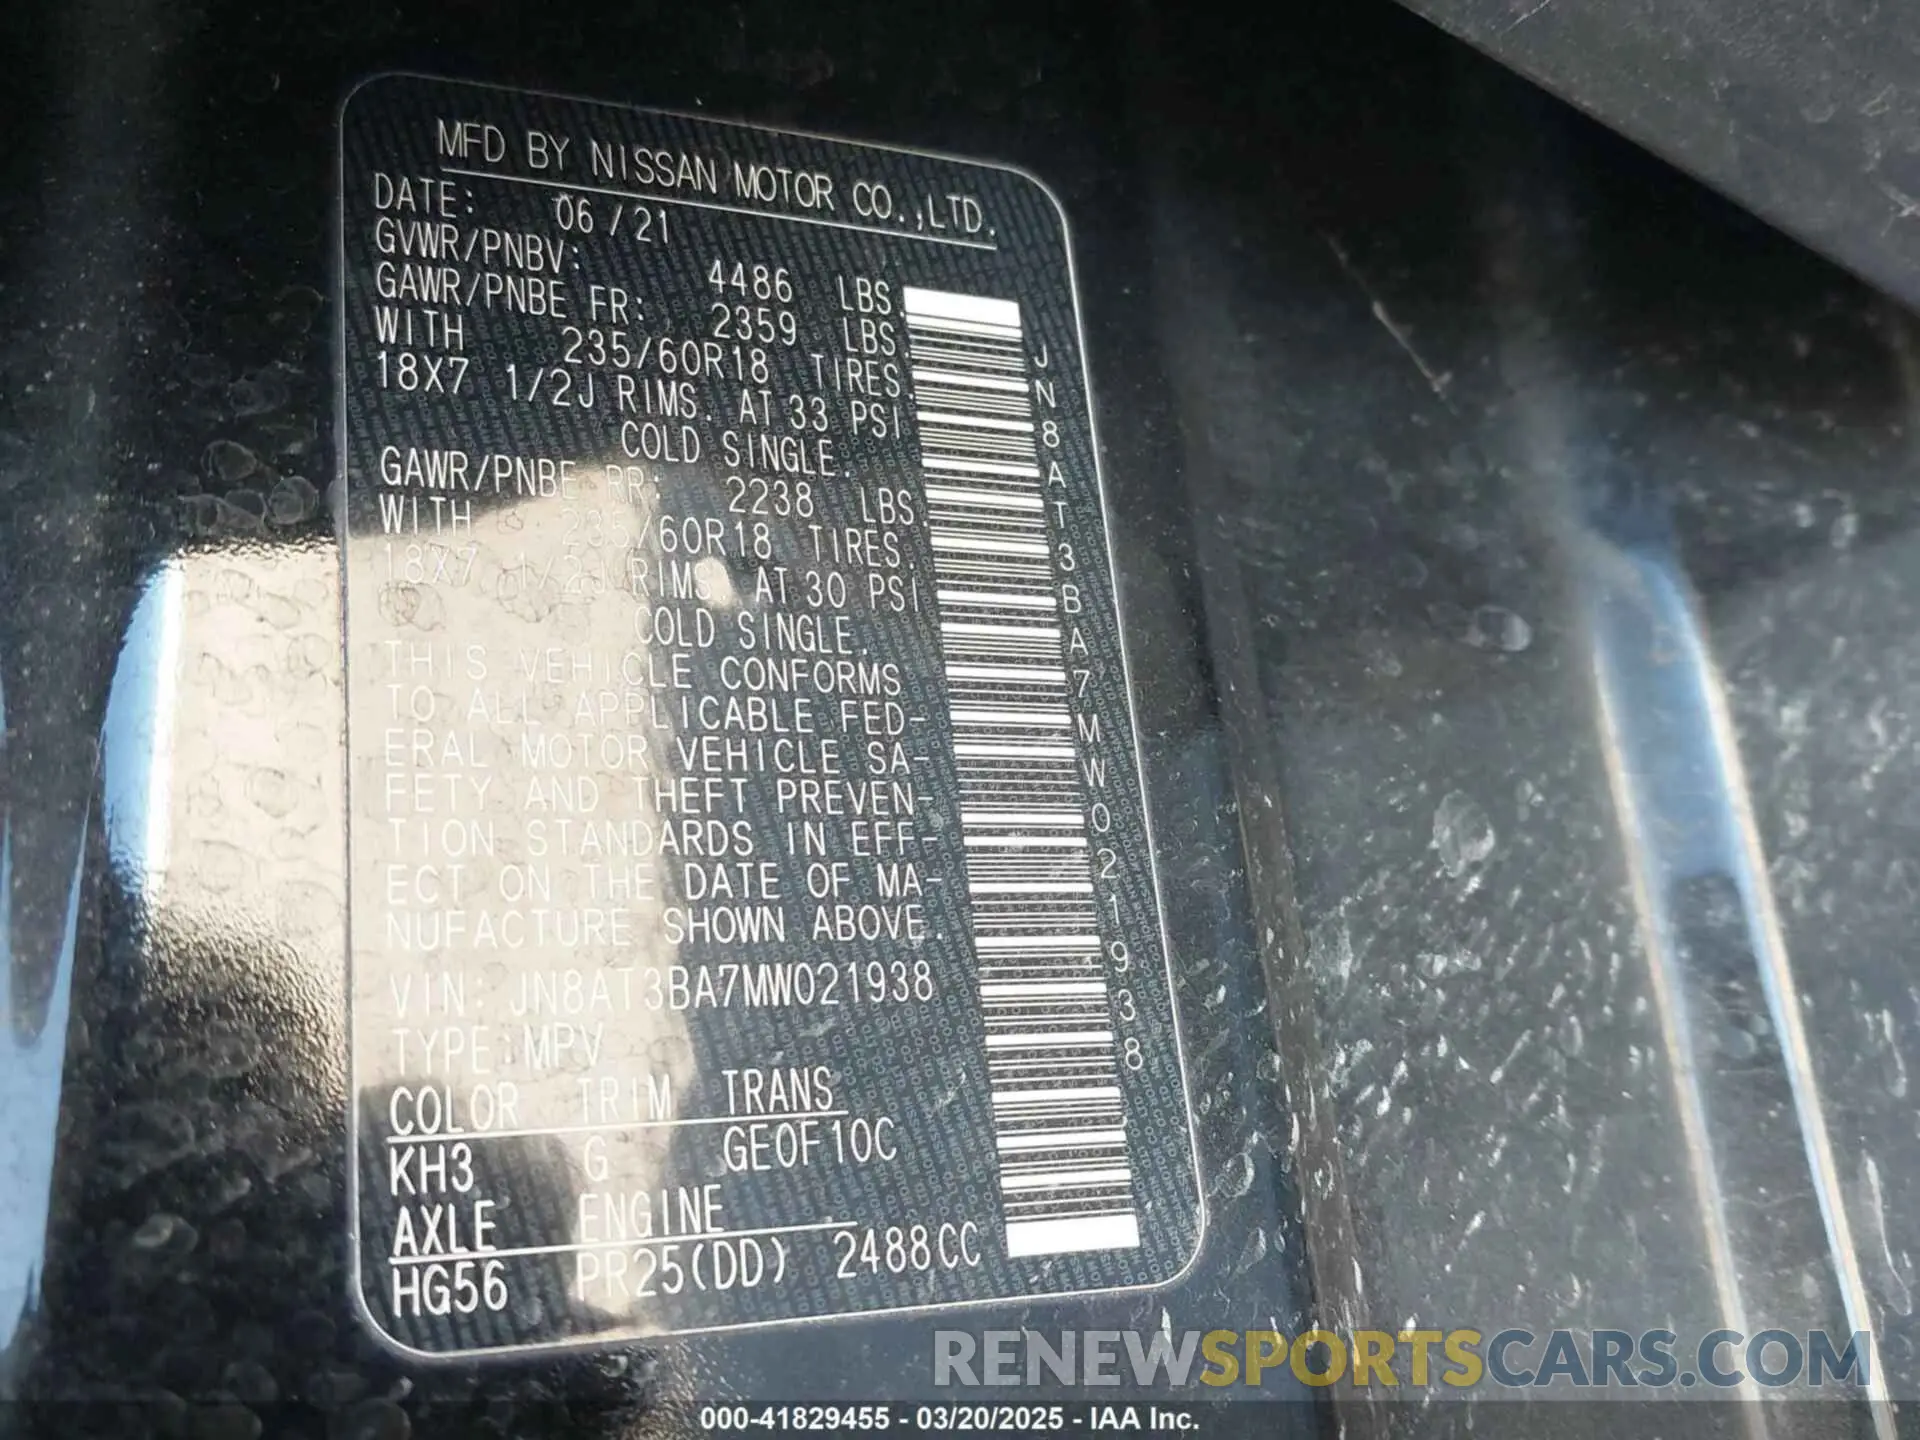 MFD BY NISSAN MOTOR CO.,LTD.
DATE: 06/21
GVWR/PNBV: 4486 LBS.
GAWR/PNBE FR: 2359 LBS.
WITH 235/60R18 TIRES.
18X7 1/2J RIMS. AT 33 PSI
COLD SINGLE.
GAWR/PNBE RR: 2238 LBS.
WITH 235/60R18 TIRES.
18X7 1/2J RIMS. AT 30 PSI
COLD SINGLE.
THIS VEHICLE CONFORMS
TO ALL APPLICABLE FED-
ERAL MOTOR VEHICLE SA-
FETY AND THEFT PREVEN-
TION STANDARDS IN EFF-
ECT ON THE DATE OF MA-
NUFACTURE SHOWN ABOVE.
VIN: JN8AT3BA7MW021938
TYPE:MPV
COLOR TRIM TRANS
KH3 G GEOF10C
AXLE ENGINE
HG56 PR25(DD) 2488CC
JN8AT3BA7MW021938
RENEWSPORTSCARS.COM
000-41829455 - 03/20/2025 - IAA Inc.